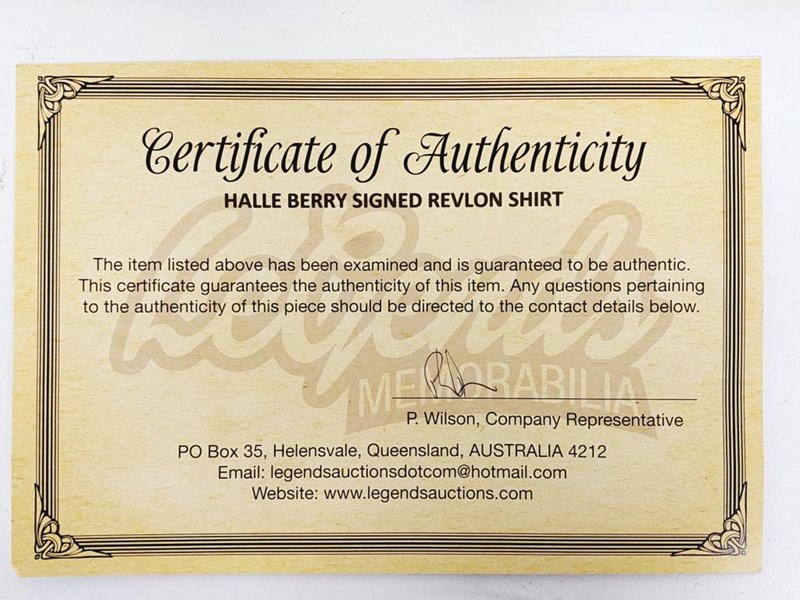 Certificate of Authenticity
HALLE BERRY SIGNED REVLON SHIRT
Legends
MEMORABILIA
The item listed above has been examined and is guaranteed to be authentic.
This certificate guarantees the authenticity of this item. Any questions pertaining
to the authenticity of this piece should be directed to the contact details below.
P. Wilson, Company Representative
PO Box 35, Helensvale, Queensland, AUSTRALIA 4212
Email: legendsauctionsdotcom@hotmail.com
Website: www.legendsauctions.com